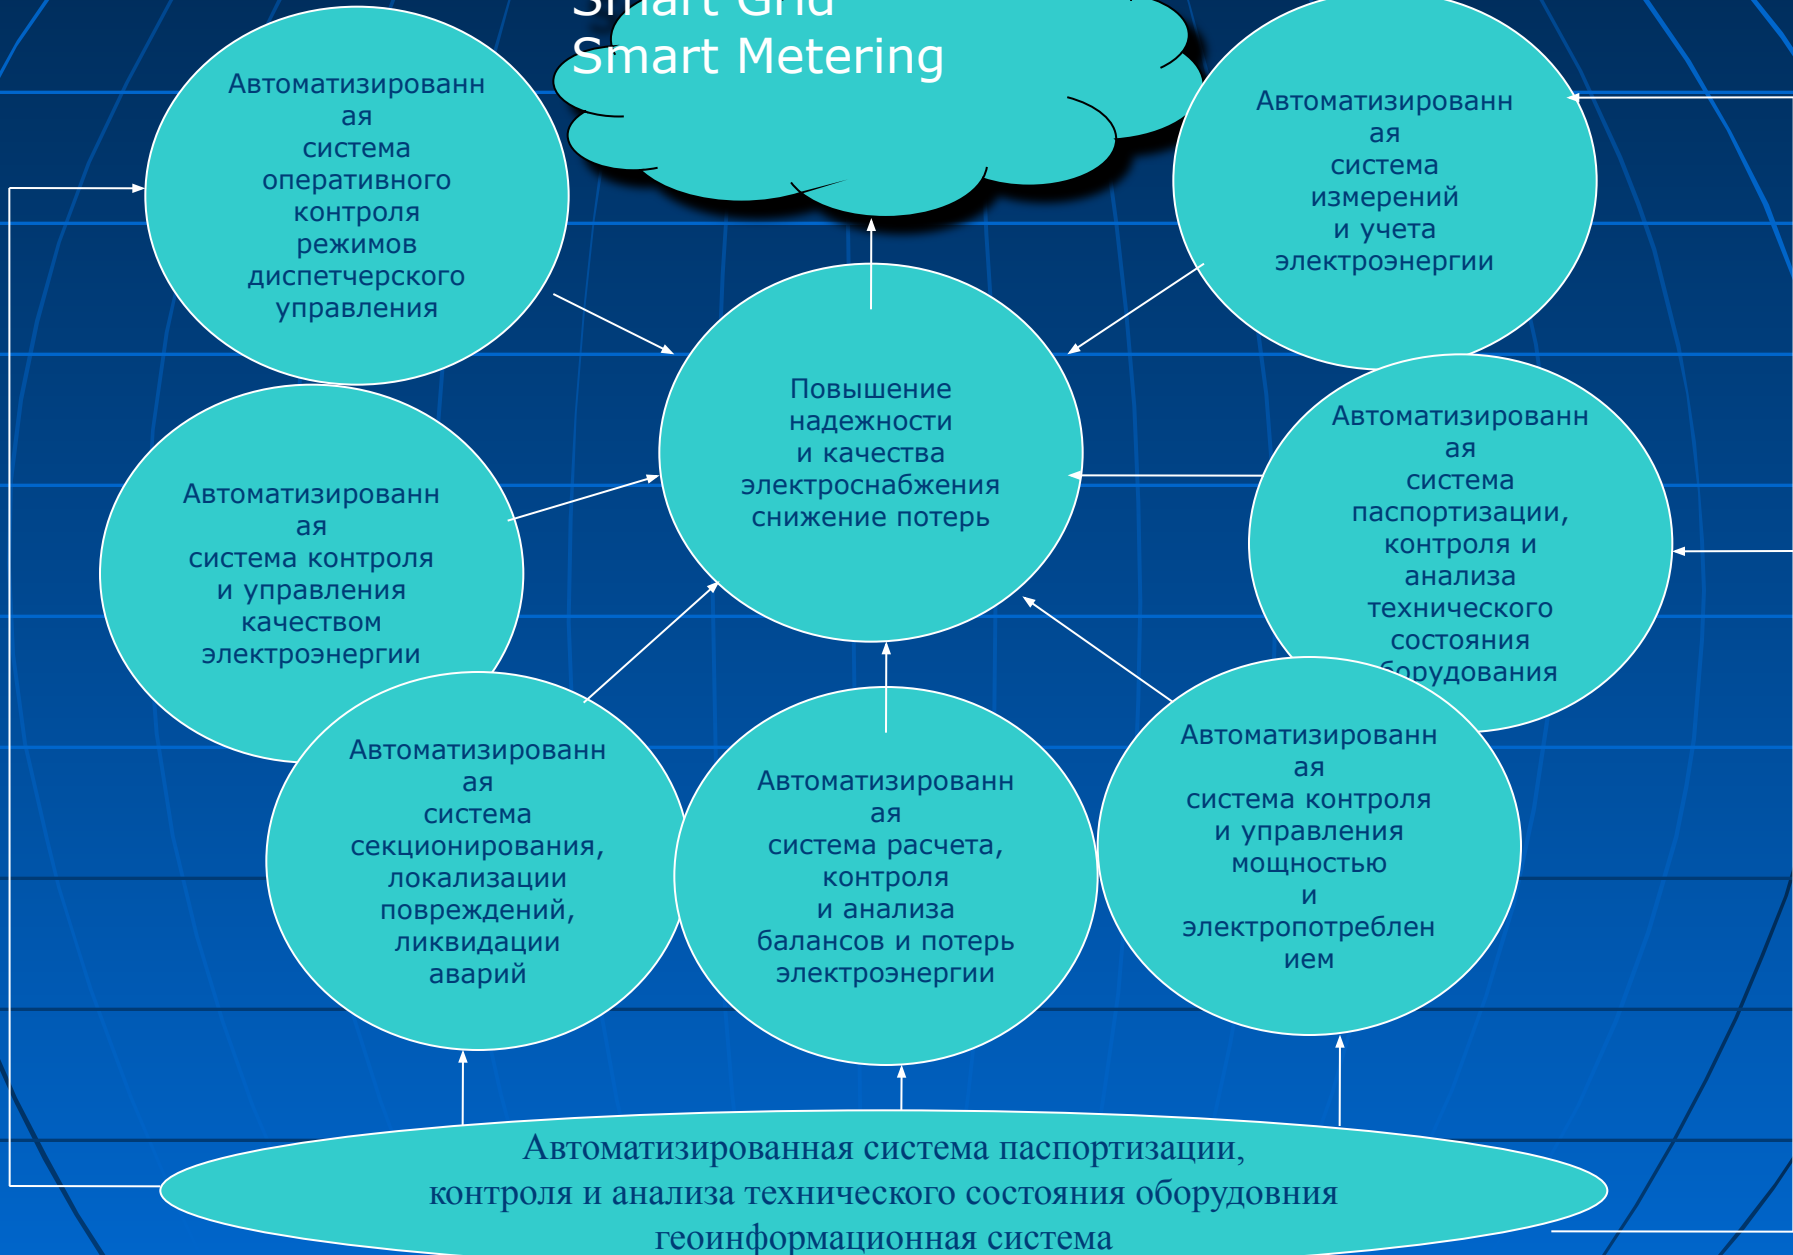 Smart Grid
Smart Metering
Автоматизированн
ая
система
оперативного
контроля
режимов
диспетчерского
управления
Автоматизированн
ая
система
измерений
и учета
электроэнергии
Повышение
надежности
и качества
электроснабжения
снижение потерь
Автоматизированн
ая
система
паспортизации,
контроля и
анализа
технического
состояния
борудования
Автоматизированн
ая
система контроля
и управления
качеством
электроэнергии
Автоматизированн
ая
система
секционирования,
локализации
повреждений,
ликвидации
аварий
Автоматизированн
ая
система расчета,
контроля
и анализа
балансов и потерь
электроэнергии
Автоматизированн
ая
система контроля
и управления
мощностью
и
электропотреблен
ием
Автоматизированная система паспортизации,
контроля и анализа технического состояния оборудовния
геоинформационная система